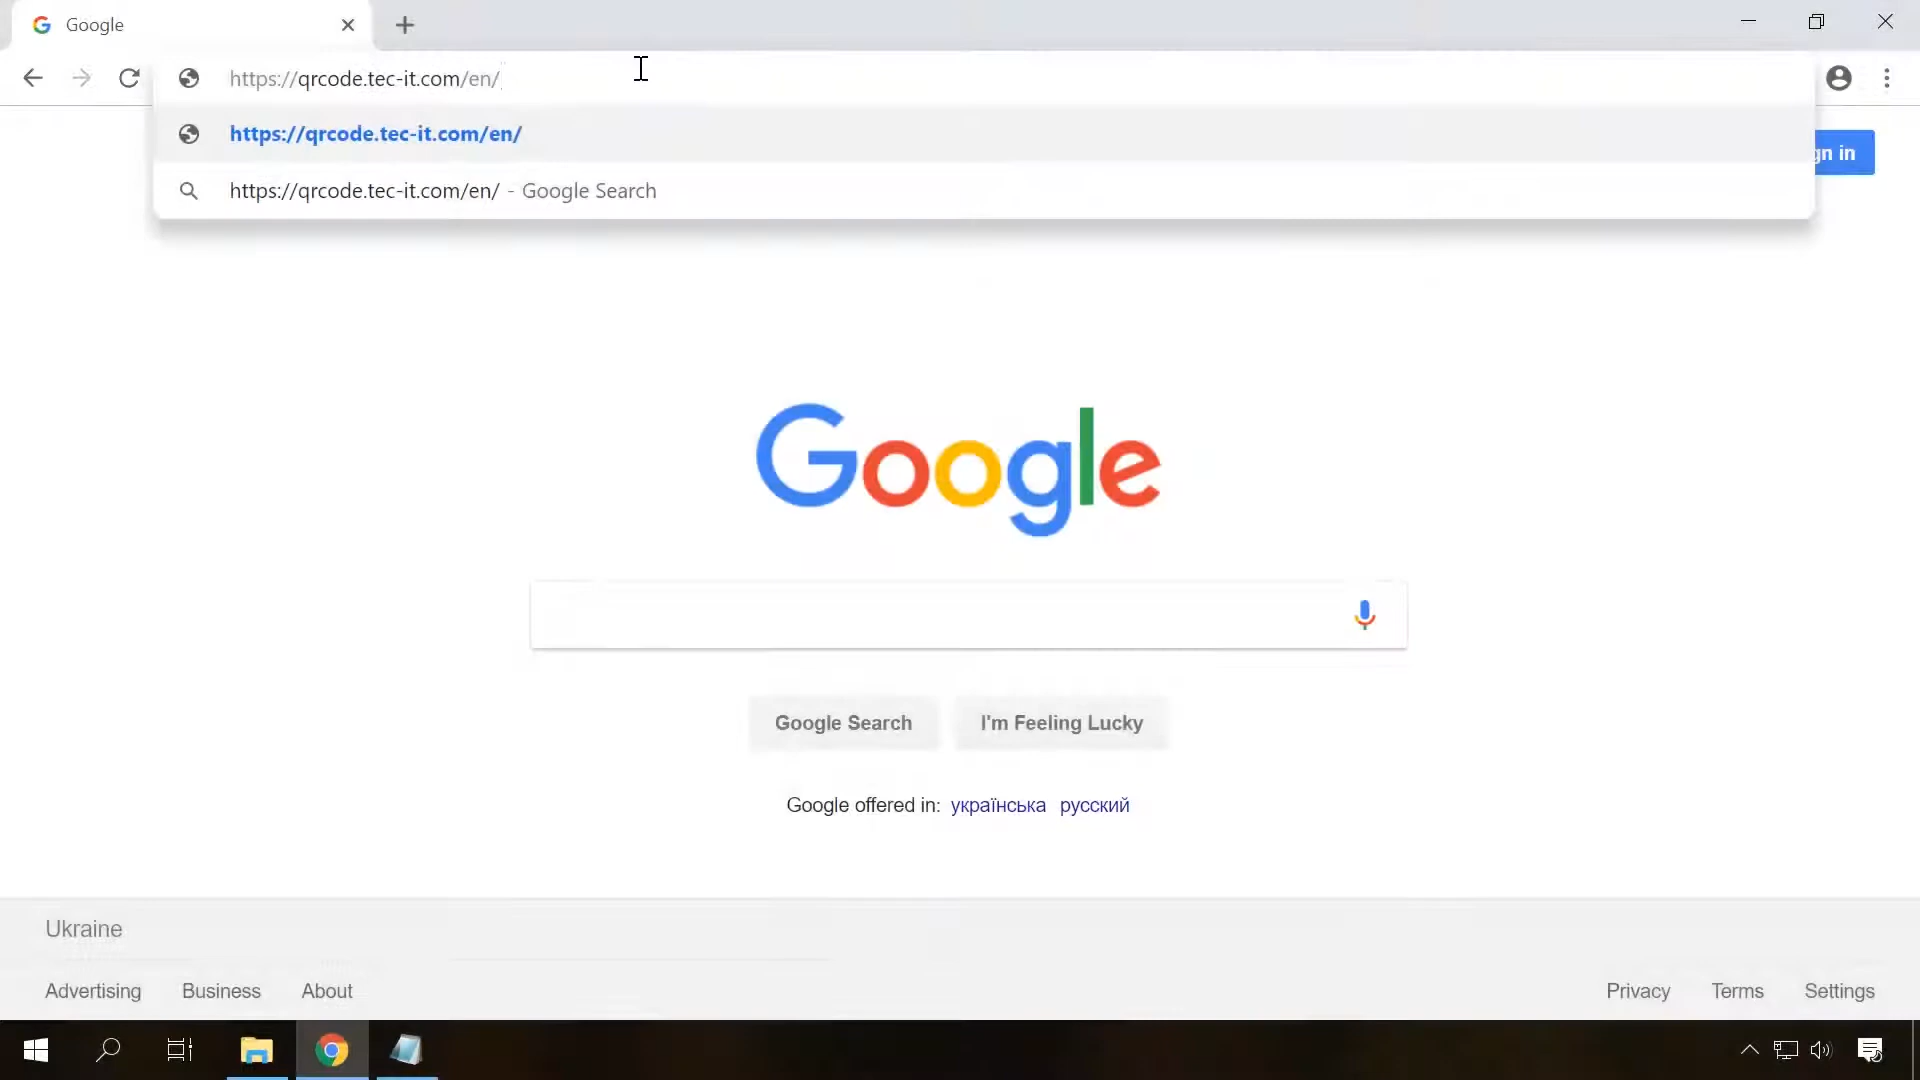 Google
https://qrcode.tec-it.com/en/
https://qrcode.tec-it.com/en/
https://qrcode.tec-it.com/en/ - Google Search
gn in
Google
Google Search
I'm Feeling Lucky
Google offered in: українська русский
Ukraine
Advertising Business About
Privacy Terms Settings